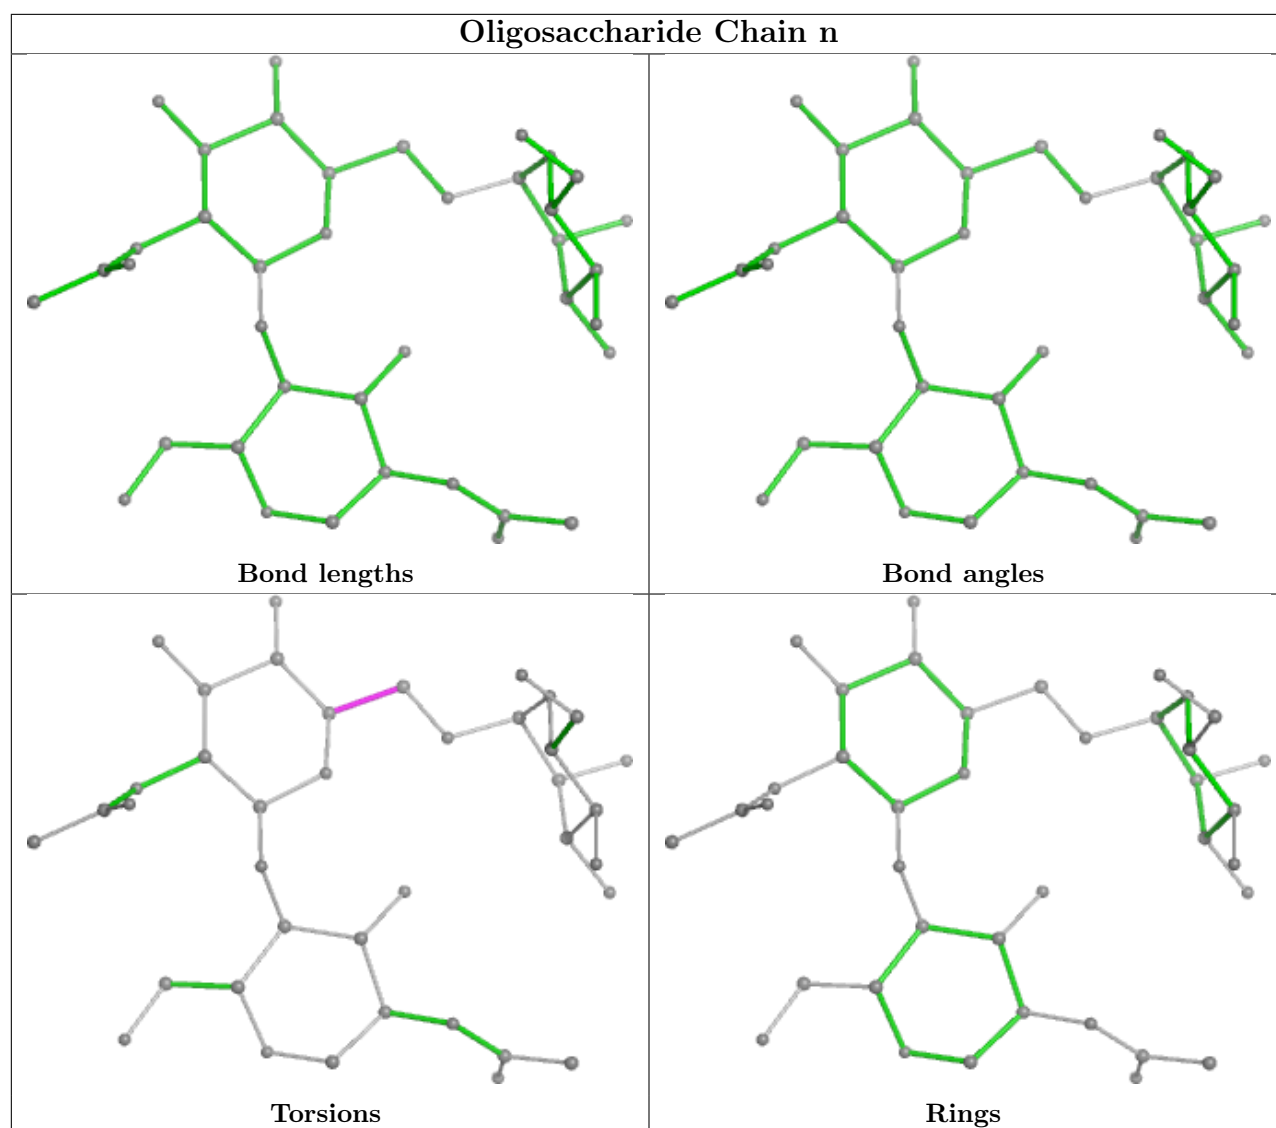 Oligosaccharide Chain n
Bond lengths
Bond angles
Torsions
Rings